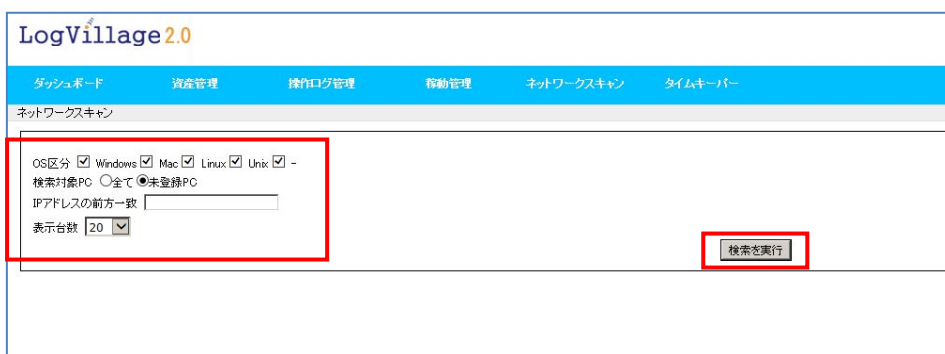 LogVillage 2.0
ダッシュボード 資産管理 操作ログ管理 稼動管理 ネットワークスキャン タイムキーパー
ネットワークスキャン
OS区分 Windows Mac Linux Unix -
検索対象PC 全て 未登録PC
IPアドレスの前方一致
表示台数 20
検索を実行